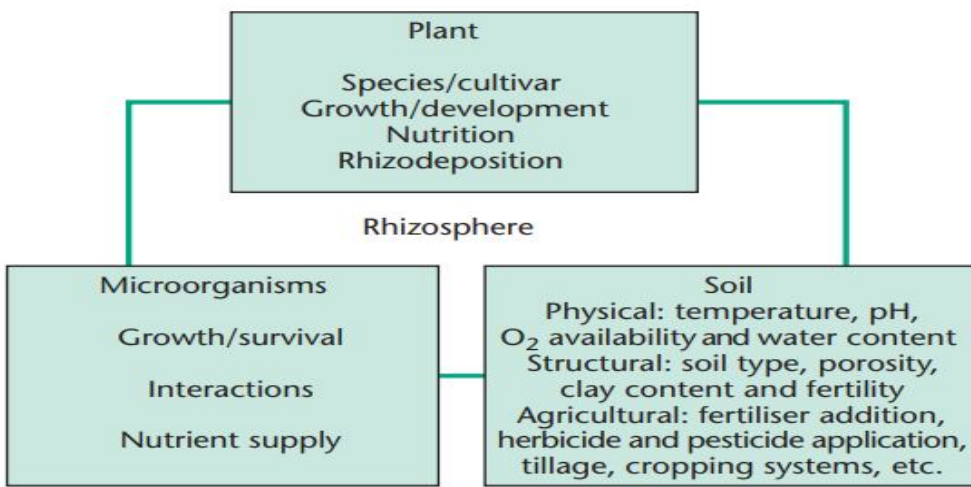 Plant
Species/cultivar
Growth/development
Nutrition
Rhizodeposition
Rhizosphere
Microorganisms
Growth/survival
Interactions
Nutrient supply
Soil
Physical: temperature, pH,
O₂ availability and water content
Structural: soil type, porosity,
clay content and fertility
Agricultural: fertiliser addition,
herbicide and pesticide application,
tillage, cropping systems, etc.